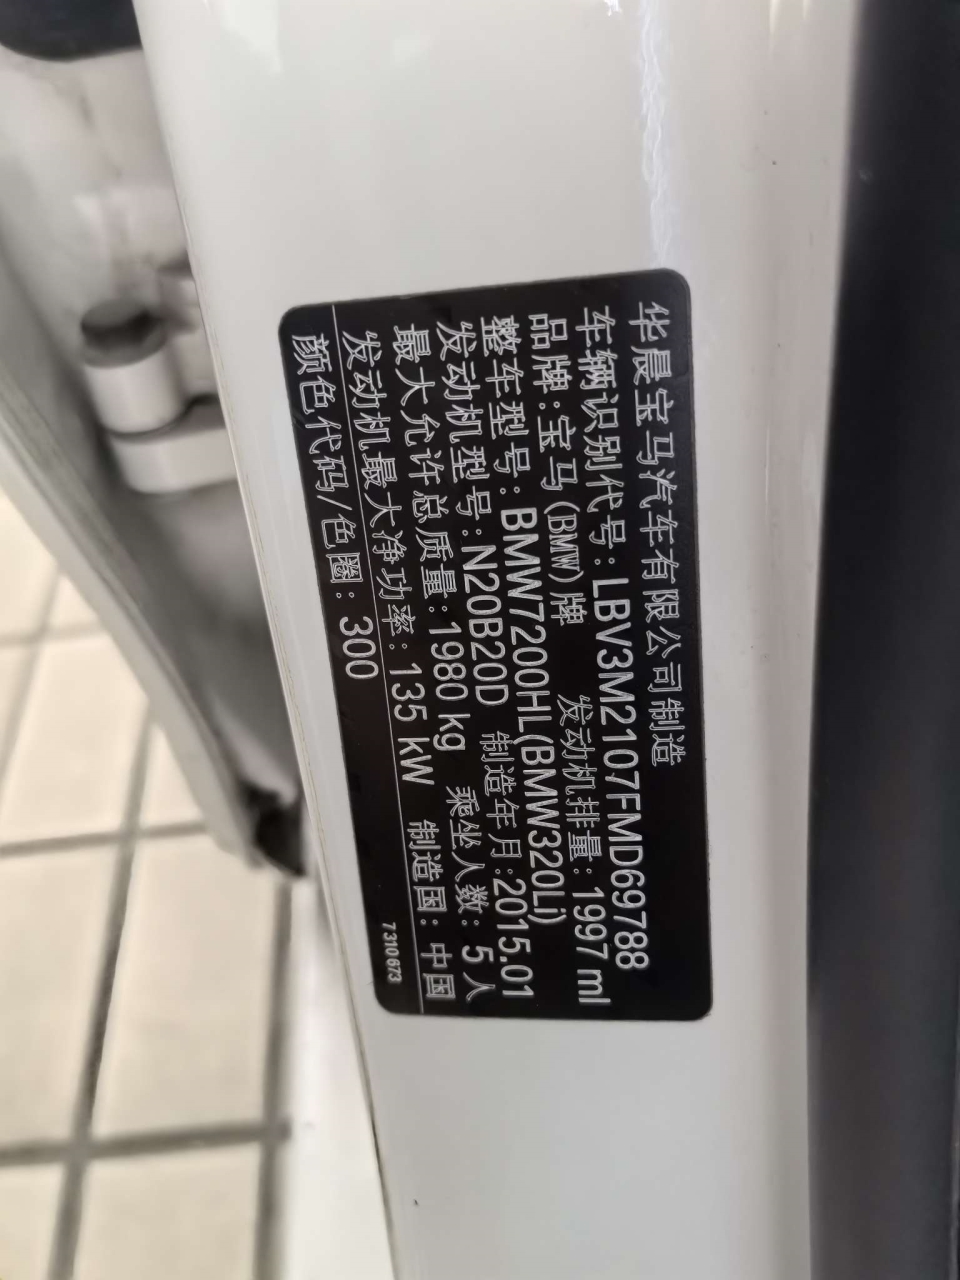 华晨宝马汽车有限公司制造
车辆识别代号:LBV3M2107FMD69788
品牌:宝马(BMW)牌 发动机排量:1997 ml
整车型号:BMW7200HL(BMW320Li)
发动机型号:N20B20D 制造年月:2015.01
最大允许总质量:1980 kg 乘坐人数:5人
发动机最大净功率:135 kW 制造国:中国
颜色代码/色圈:300 7310673